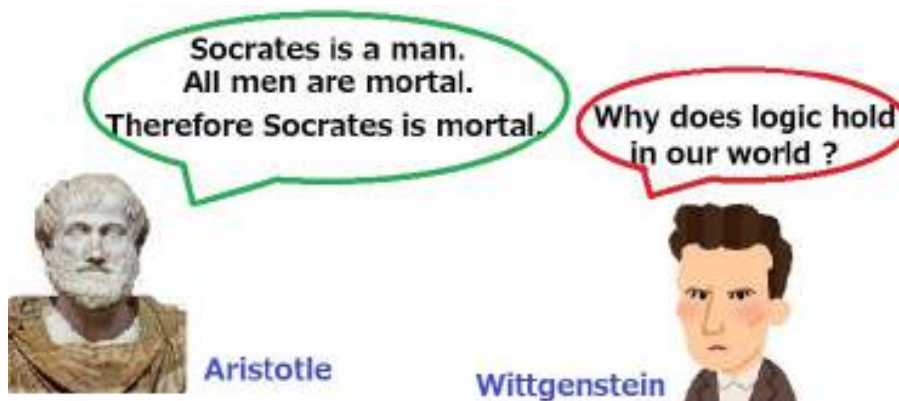 Socrates is a man.
All men are mortal.
Therefore Socrates is mortal.
Why does logic hold
in our world ?
Aristotle
Wittgenstein